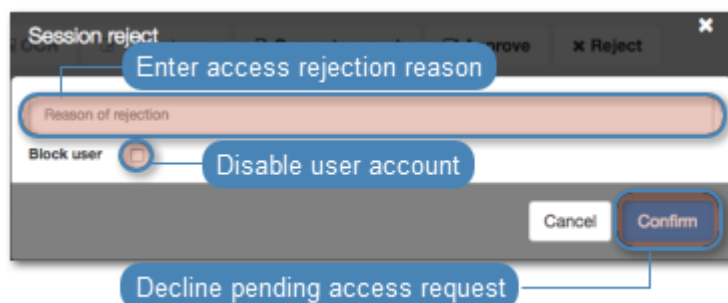 Session reject
×
OCR
Approve
× Reject
Enter access rejection reason
Reason of rejection
Block user
Disable user account
Cancel
Confirm
Decline pending access request